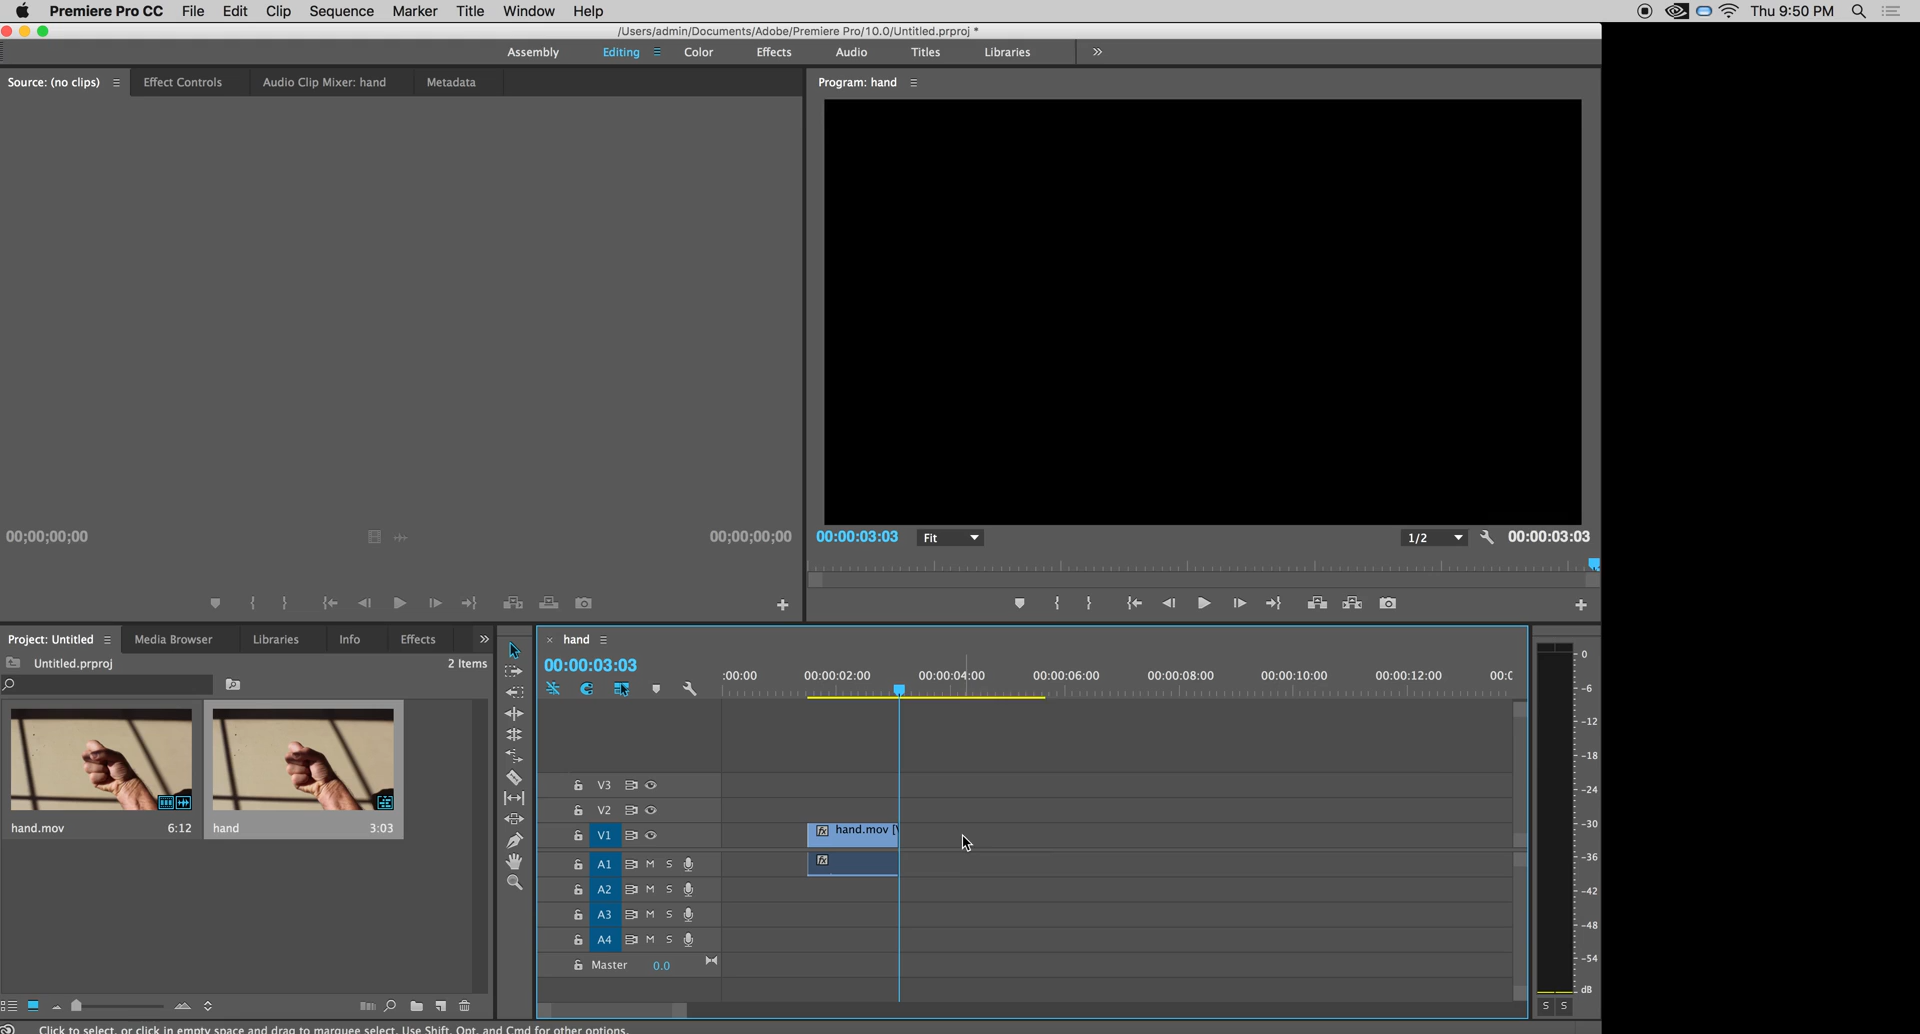 Premiere Pro CC File Edit Clip Sequence Marker Title Window Help Thu 9:50 PM
/Users/admin/Documents/Adobe/Premiere Pro/10.0/Untitled.prproj *
Assembly Editing Color Effects Audio Titles Libraries
Source: (no clips) Effect Controls Audio Clip Mixer: hand Metadata
Program: hand
00;00;00;00 00;00;00;00
00:00:03:03 Fit 1/2 00:00:03:03
Project: Untitled Media Browser Libraries Info Effects
Untitled.prproj 2 Items
hand.mov 6:12
hand 3:03
hand
00:00:03:03
:00:00 00:00:02:00 00:00:04:00 00:00:06:00 00:00:08:00 00:00:10:00 00:00:12:00 00:0
V3
V2
V1 fx hand.mov [V
A1 M S fx
A2 M S
A3 M S
A4 M S
Master 0.0
0
-6
-12
-18
-24
-30
-36
-42
-48
-54
dB
S S
Click to select, or click in empty space and drag to marquee select. Use Shift, Opt, and Cmd for other options.